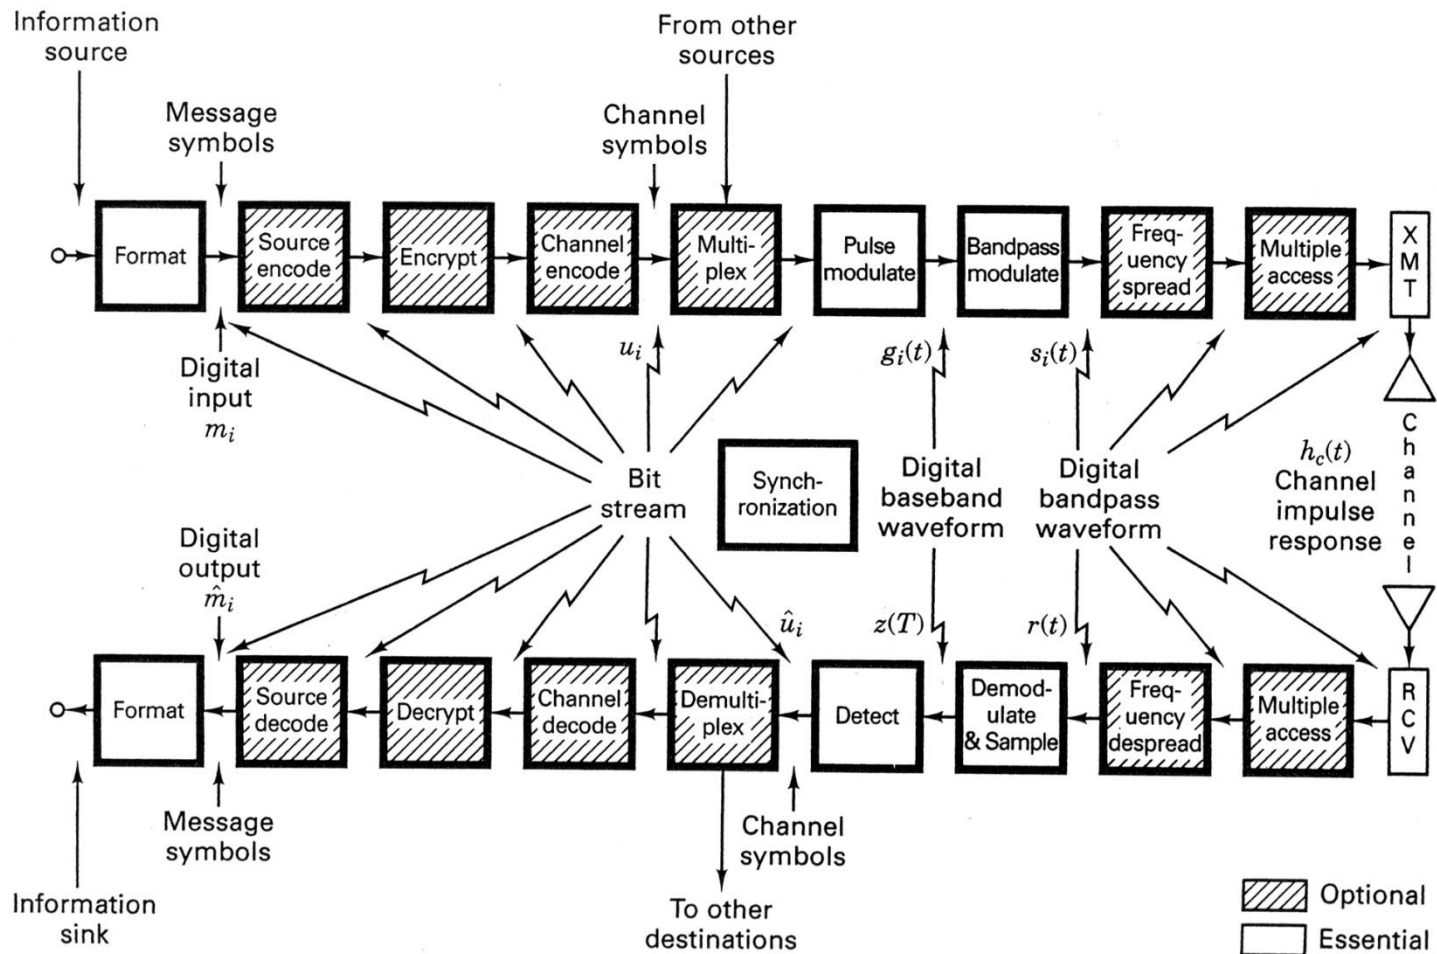 Information
source
From other
sources
Message
symbols
Channel
symbols
Format
Source
encode
Encrypt
Channel
encode
Multi-
plex
Pulse
modulate
Bandpass
modulate
Freq-
uency
spread
Multiple
access
X
M
T
Digital
input
m_i
u_i
g_i(t)
s_i(t)
Bit
stream
Synch-
ronization
Digital
baseband
waveform
Digital
bandpass
waveform
h_c(t)
Channel
impulse
response
C
h
a
n
n
e
l
Digital
output
m̂_i
û_i
z(T)
r(t)
Format
Source
decode
Decrypt
Channel
decode
Demulti-
plex
Detect
Demod-
ulate
& Sample
Freq-
uency
despread
Multiple
access
R
C
V
Message
symbols
Channel
symbols
Information
sink
To other
destinations
Optional
Essential